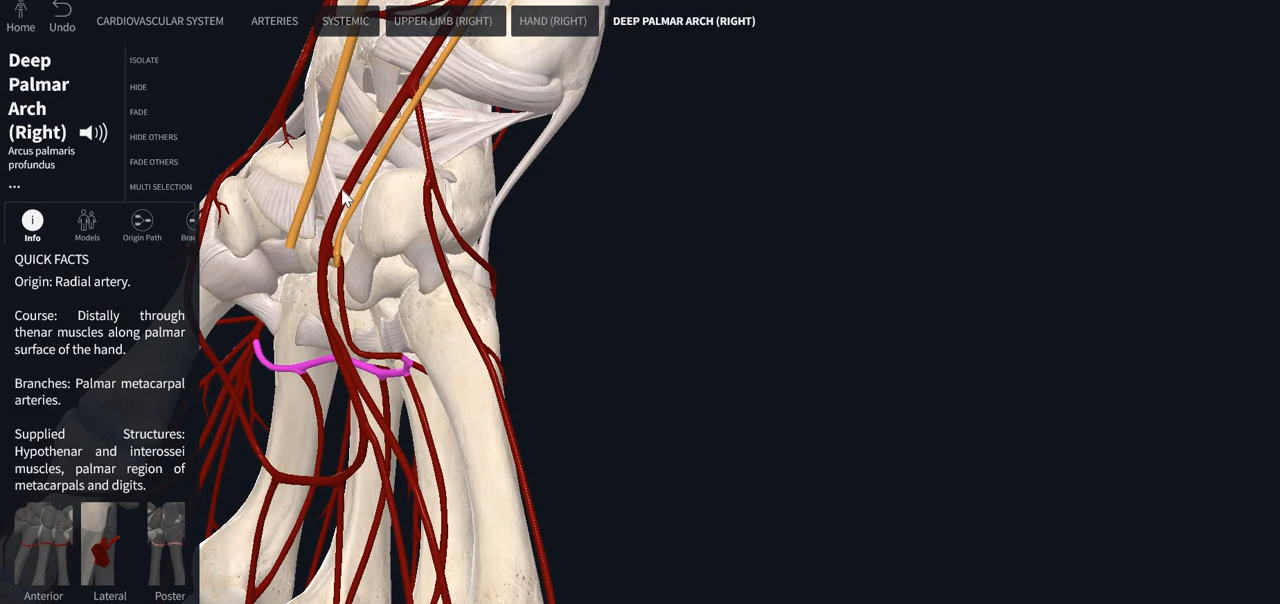 Home
Undo
CARDIOVASCULAR SYSTEM
ARTERIES
SYSTEMIC
UPPER LIMB (RIGHT)
HAND (RIGHT)
DEEP PALMAR ARCH (RIGHT)
Deep
Palmar
Arch
(Right)
Arcus palmaris
profundus
...
ISOLATE
HIDE
FADE
HIDE OTHERS
FADE OTHERS
MULTI SELECTION
i
Info
Models
Origin Path
Bra
QUICK FACTS
Origin: Radial artery.
Course: Distally through
thenar muscles along palmar
surface of the hand.
Branches: Palmar metacarpal
arteries.
Supplied Structures:
Hypothenar and interossei
muscles, palmar region of
metacarpals and digits.
Anterior
Lateral
Poster